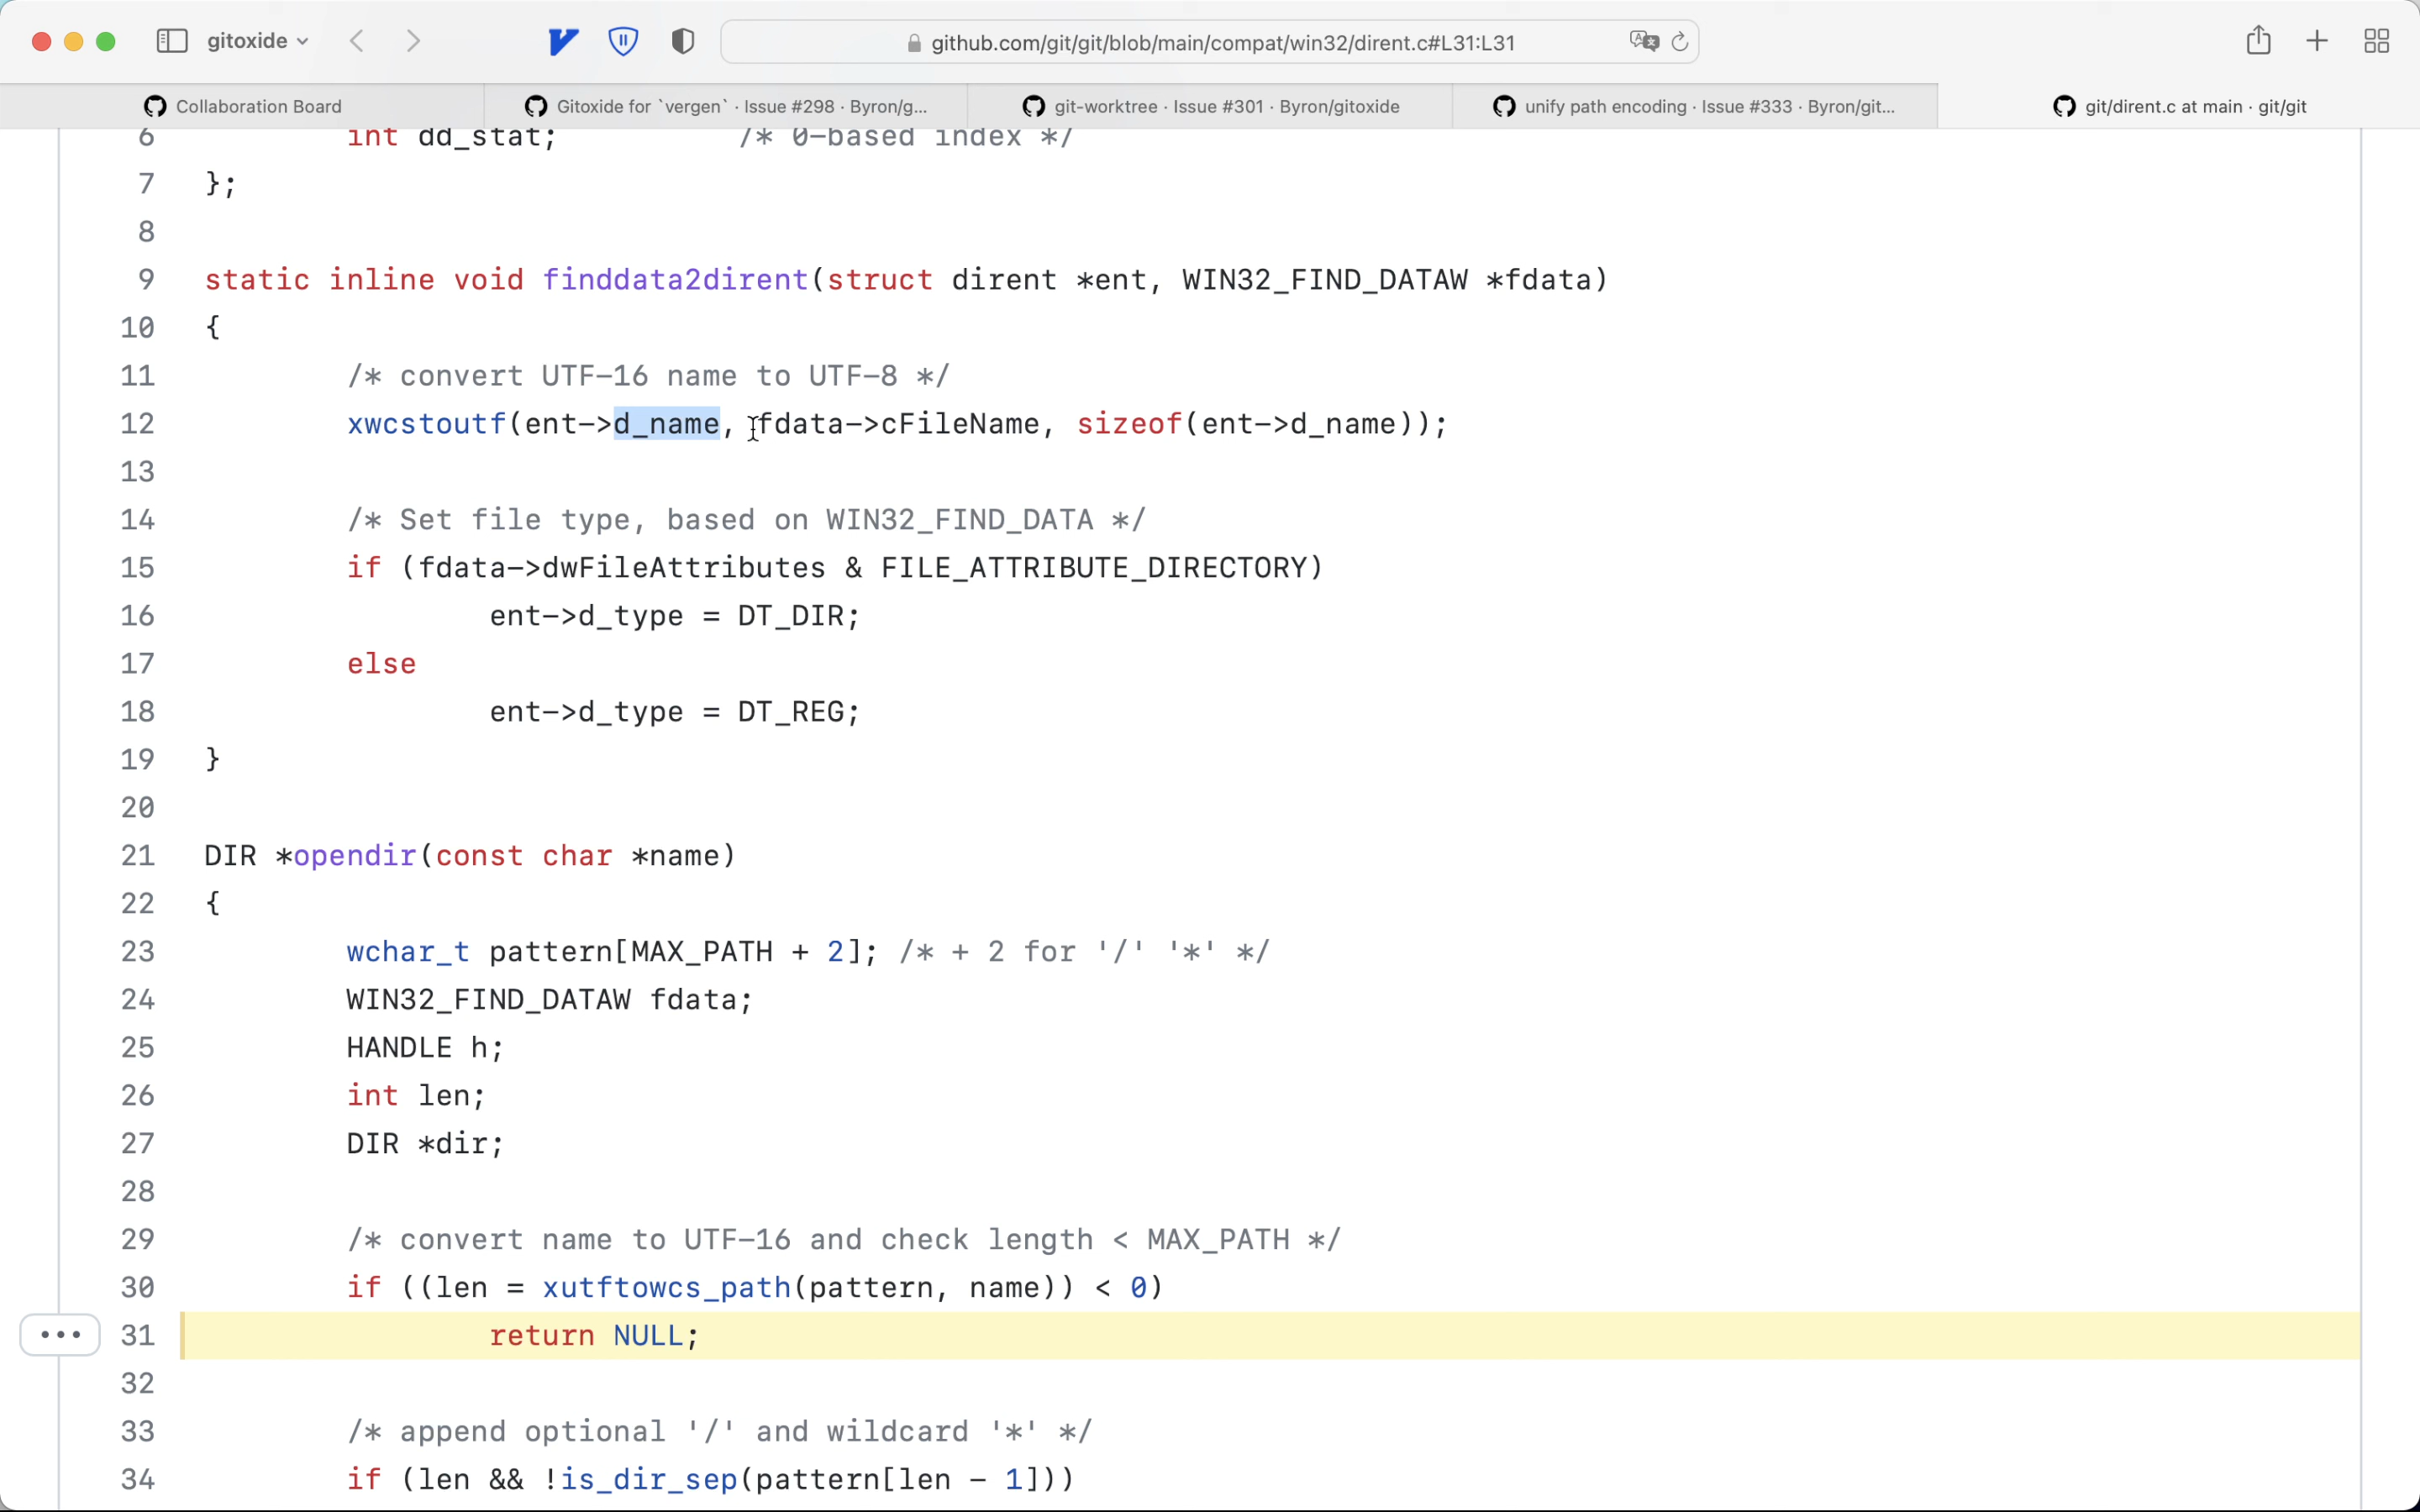 gitoxide
github.com/git/git/blob/main/compat/win32/dirent.c#L31:L31
Collaboration Board
Gitoxide for `vergen` · Issue #298 · Byron/g...
git-worktree · Issue #301 · Byron/gitoxide
unify path encoding · Issue #333 · Byron/git...
git/dirent.c at main · git/git
6 int dd_stat; /* 0-based index */
7 };
8
9 static inline void finddata2dirent(struct dirent *ent, WIN32_FIND_DATAW *fdata)
10 {
11 /* convert UTF-16 name to UTF-8 */
12 xwcstoutf(ent->d_name, fdata->cFileName, sizeof(ent->d_name));
13
14 /* Set file type, based on WIN32_FIND_DATA */
15 if (fdata->dwFileAttributes & FILE_ATTRIBUTE_DIRECTORY)
16 ent->d_type = DT_DIR;
17 else
18 ent->d_type = DT_REG;
19 }
20
21 DIR *opendir(const char *name)
22 {
23 wchar_t pattern[MAX_PATH + 2]; /* + 2 for '/' '*' */
24 WIN32_FIND_DATAW fdata;
25 HANDLE h;
26 int len;
27 DIR *dir;
28
29 /* convert name to UTF-16 and check length < MAX_PATH */
30 if ((len = xutftowcs_path(pattern, name)) < 0)
31 return NULL;
32
33 /* append optional '/' and wildcard '*' */
34 if (len && !is_dir_sep(pattern[len - 1]))